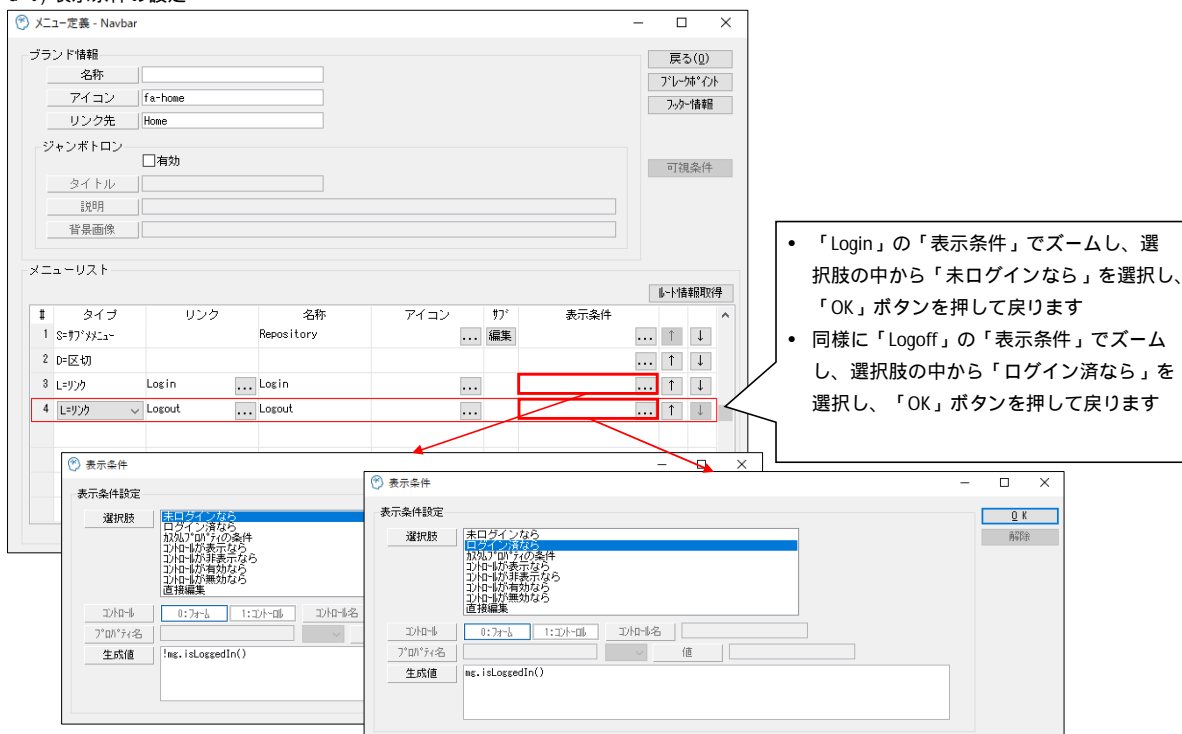 メニュー定義 - Navbar
ブランド情報
名称
アイコン fa-home
リンク先 Home
戻る(Q)
ブレークポイント
フッター情報
ジャンボトロン
有効
可視条件
タイトル
説明
背景画像
メニューリスト
ルート情報取得
# タイプ リンク 名称 アイコン サブ 表示条件
1 S=サブメニュー Repository ... 編集 ... ↑ ↓
2 D=区切 ... ↑ ↓
3 L=リンク Login ... Login ... ... ↑ ↓
4 L=リンク Logout ... Logout ... ... ↑ ↓
• 「Login」の「表示条件」でズームし、選
択肢の中から「未ログインなら」を選択し、
「OK」ボタンを押して戻ります
• 同様に「Logoff」の「表示条件」でズーム
し、選択肢の中から「ログイン済なら」を
選択し、「OK」ボタンを押して戻ります
表示条件
表示条件設定
選択肢
未ログインなら
ログイン済なら
カスタムプロパティの条件
コントロールが表示なら
コントロールが非表示なら
コントロールが有効なら
コントロールが無効なら
直接編集
コントロール 0:フォーム 1:コントロール コントロール名
プロパティ名
生成値 !mg.isLoggedIn()
表示条件
表示条件設定
OK
解除
選択肢
未ログインなら
ログイン済なら
カスタムプロパティの条件
コントロールが表示なら
コントロールが非表示なら
コントロールが有効なら
コントロールが無効なら
直接編集
コントロール 0:フォーム 1:コントロール コントロール名
プロパティ名 値
生成値 mg.isLoggedIn()